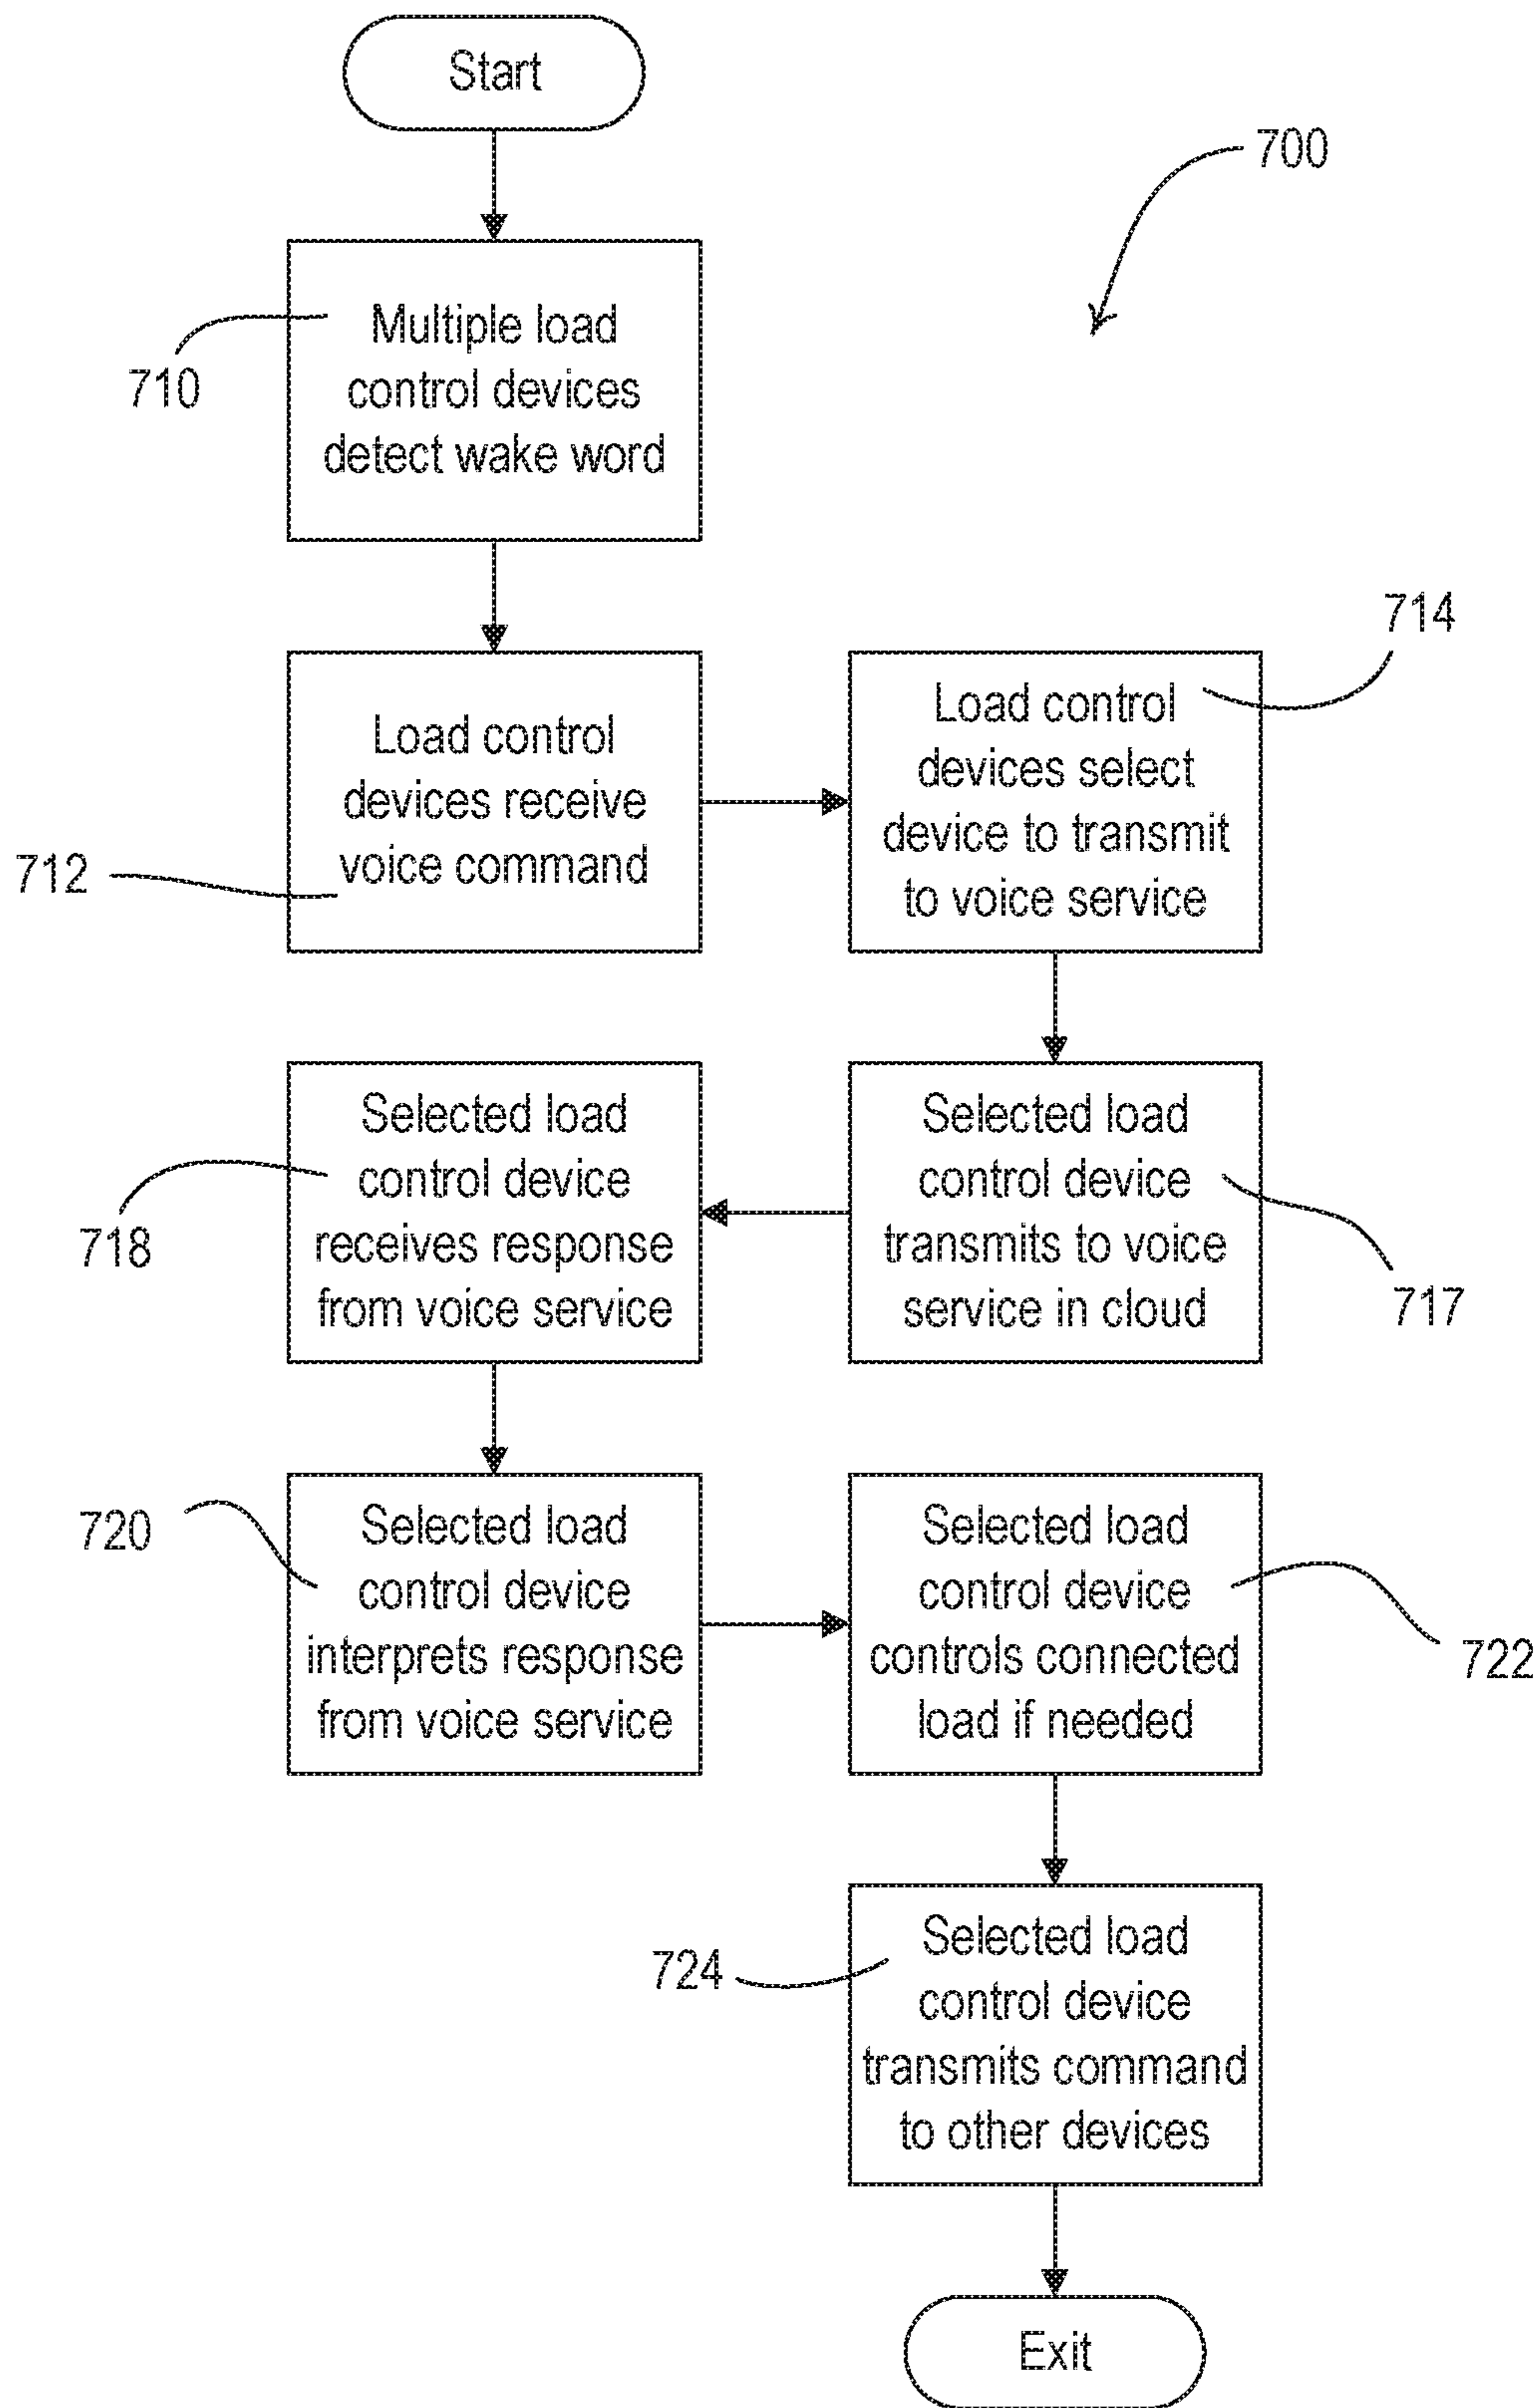 Start
700
Multiple load
control devices
detect wake word
710
Load control
devices receive
voice command
712
714
Load control
devices select
device to transmit
to voice service
Selected load
control device
transmits to voice
service in cloud
717
Selected load
control device
receives response
from voice service
718
Selected load
control device
interprets response
from voice service
720
Selected load
control device
controls connected
load if needed
722
Selected load
control device
transmits command
to other devices
724
Exit